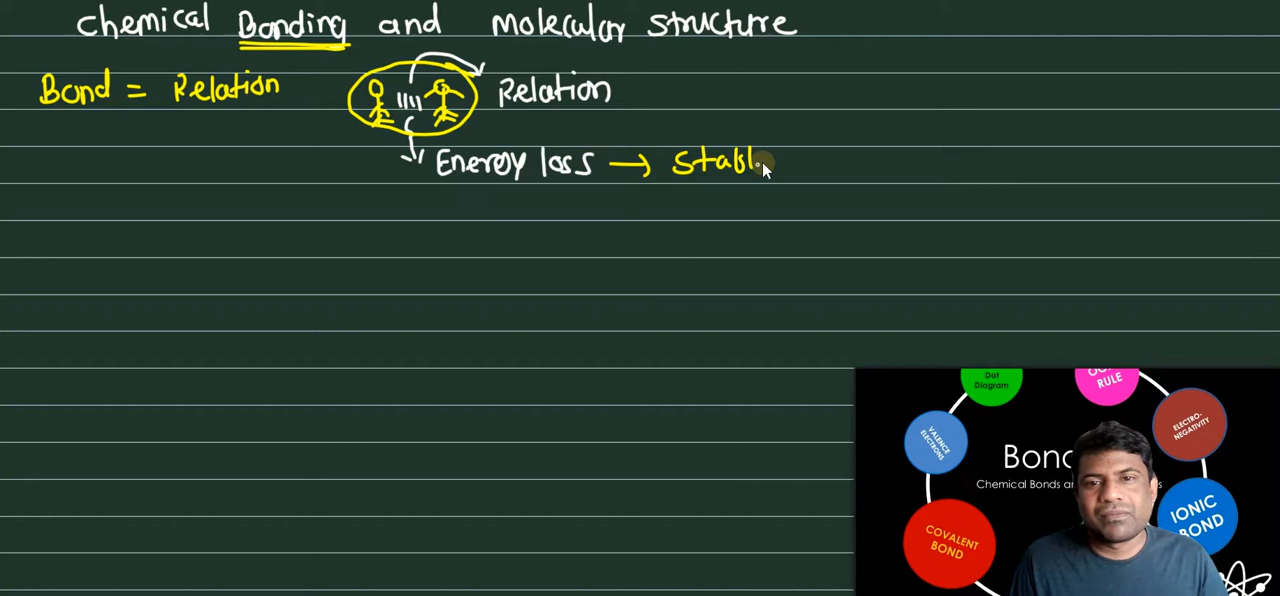 chemical Bonding and molecular structure
Bond = Relation
Relation
Energy loss → Stabl
Dot
Diagram
RULE
ELECTRO-
NEGATIVITY
VALENCE
ELECTRONS
Chemical Bonds
IONIC
BOND
COVALENT
BOND